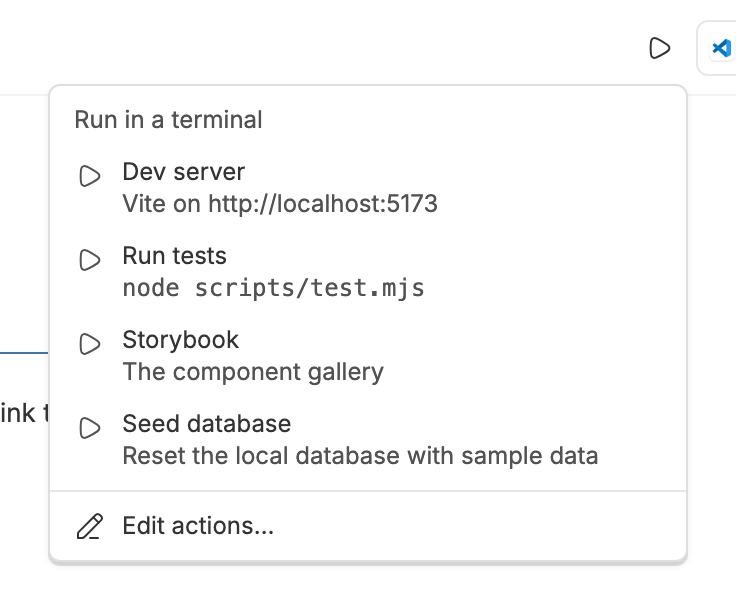 Run in a terminal
Dev server
Vite on http://localhost:5173
Run tests
node scripts/test.mjs
Storybook
The component gallery
ink t
Seed database
Reset the local database with sample data
Edit actions...